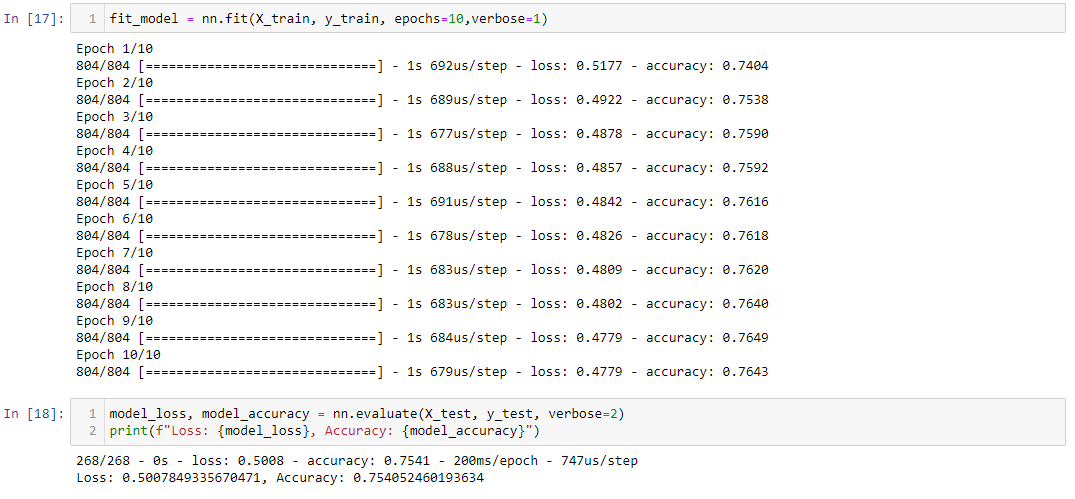 In [17]: 1 fit_model = nn.fit(X_train, y_train, epochs=10,verbose=1)
Epoch 1/10
804/804 [==============================] - 1s 692us/step - loss: 0.5177 - accuracy: 0.7404
Epoch 2/10
804/804 [==============================] - 1s 689us/step - loss: 0.4922 - accuracy: 0.7538
Epoch 3/10
804/804 [==============================] - 1s 677us/step - loss: 0.4878 - accuracy: 0.7590
Epoch 4/10
804/804 [==============================] - 1s 688us/step - loss: 0.4857 - accuracy: 0.7592
Epoch 5/10
804/804 [==============================] - 1s 691us/step - loss: 0.4842 - accuracy: 0.7616
Epoch 6/10
804/804 [==============================] - 1s 678us/step - loss: 0.4826 - accuracy: 0.7618
Epoch 7/10
804/804 [==============================] - 1s 683us/step - loss: 0.4809 - accuracy: 0.7620
Epoch 8/10
804/804 [==============================] - 1s 683us/step - loss: 0.4802 - accuracy: 0.7640
Epoch 9/10
804/804 [==============================] - 1s 684us/step - loss: 0.4779 - accuracy: 0.7649
Epoch 10/10
804/804 [==============================] - 1s 679us/step - loss: 0.4779 - accuracy: 0.7643
In [18]: 1 model_loss, model_accuracy = nn.evaluate(X_test, y_test, verbose=2)
2 print(f"Loss: {model_loss}, Accuracy: {model_accuracy}")
268/268 - 0s - loss: 0.5008 - accuracy: 0.7541 - 200ms/epoch - 747us/step
Loss: 0.5007849335670471, Accuracy: 0.754052460193634